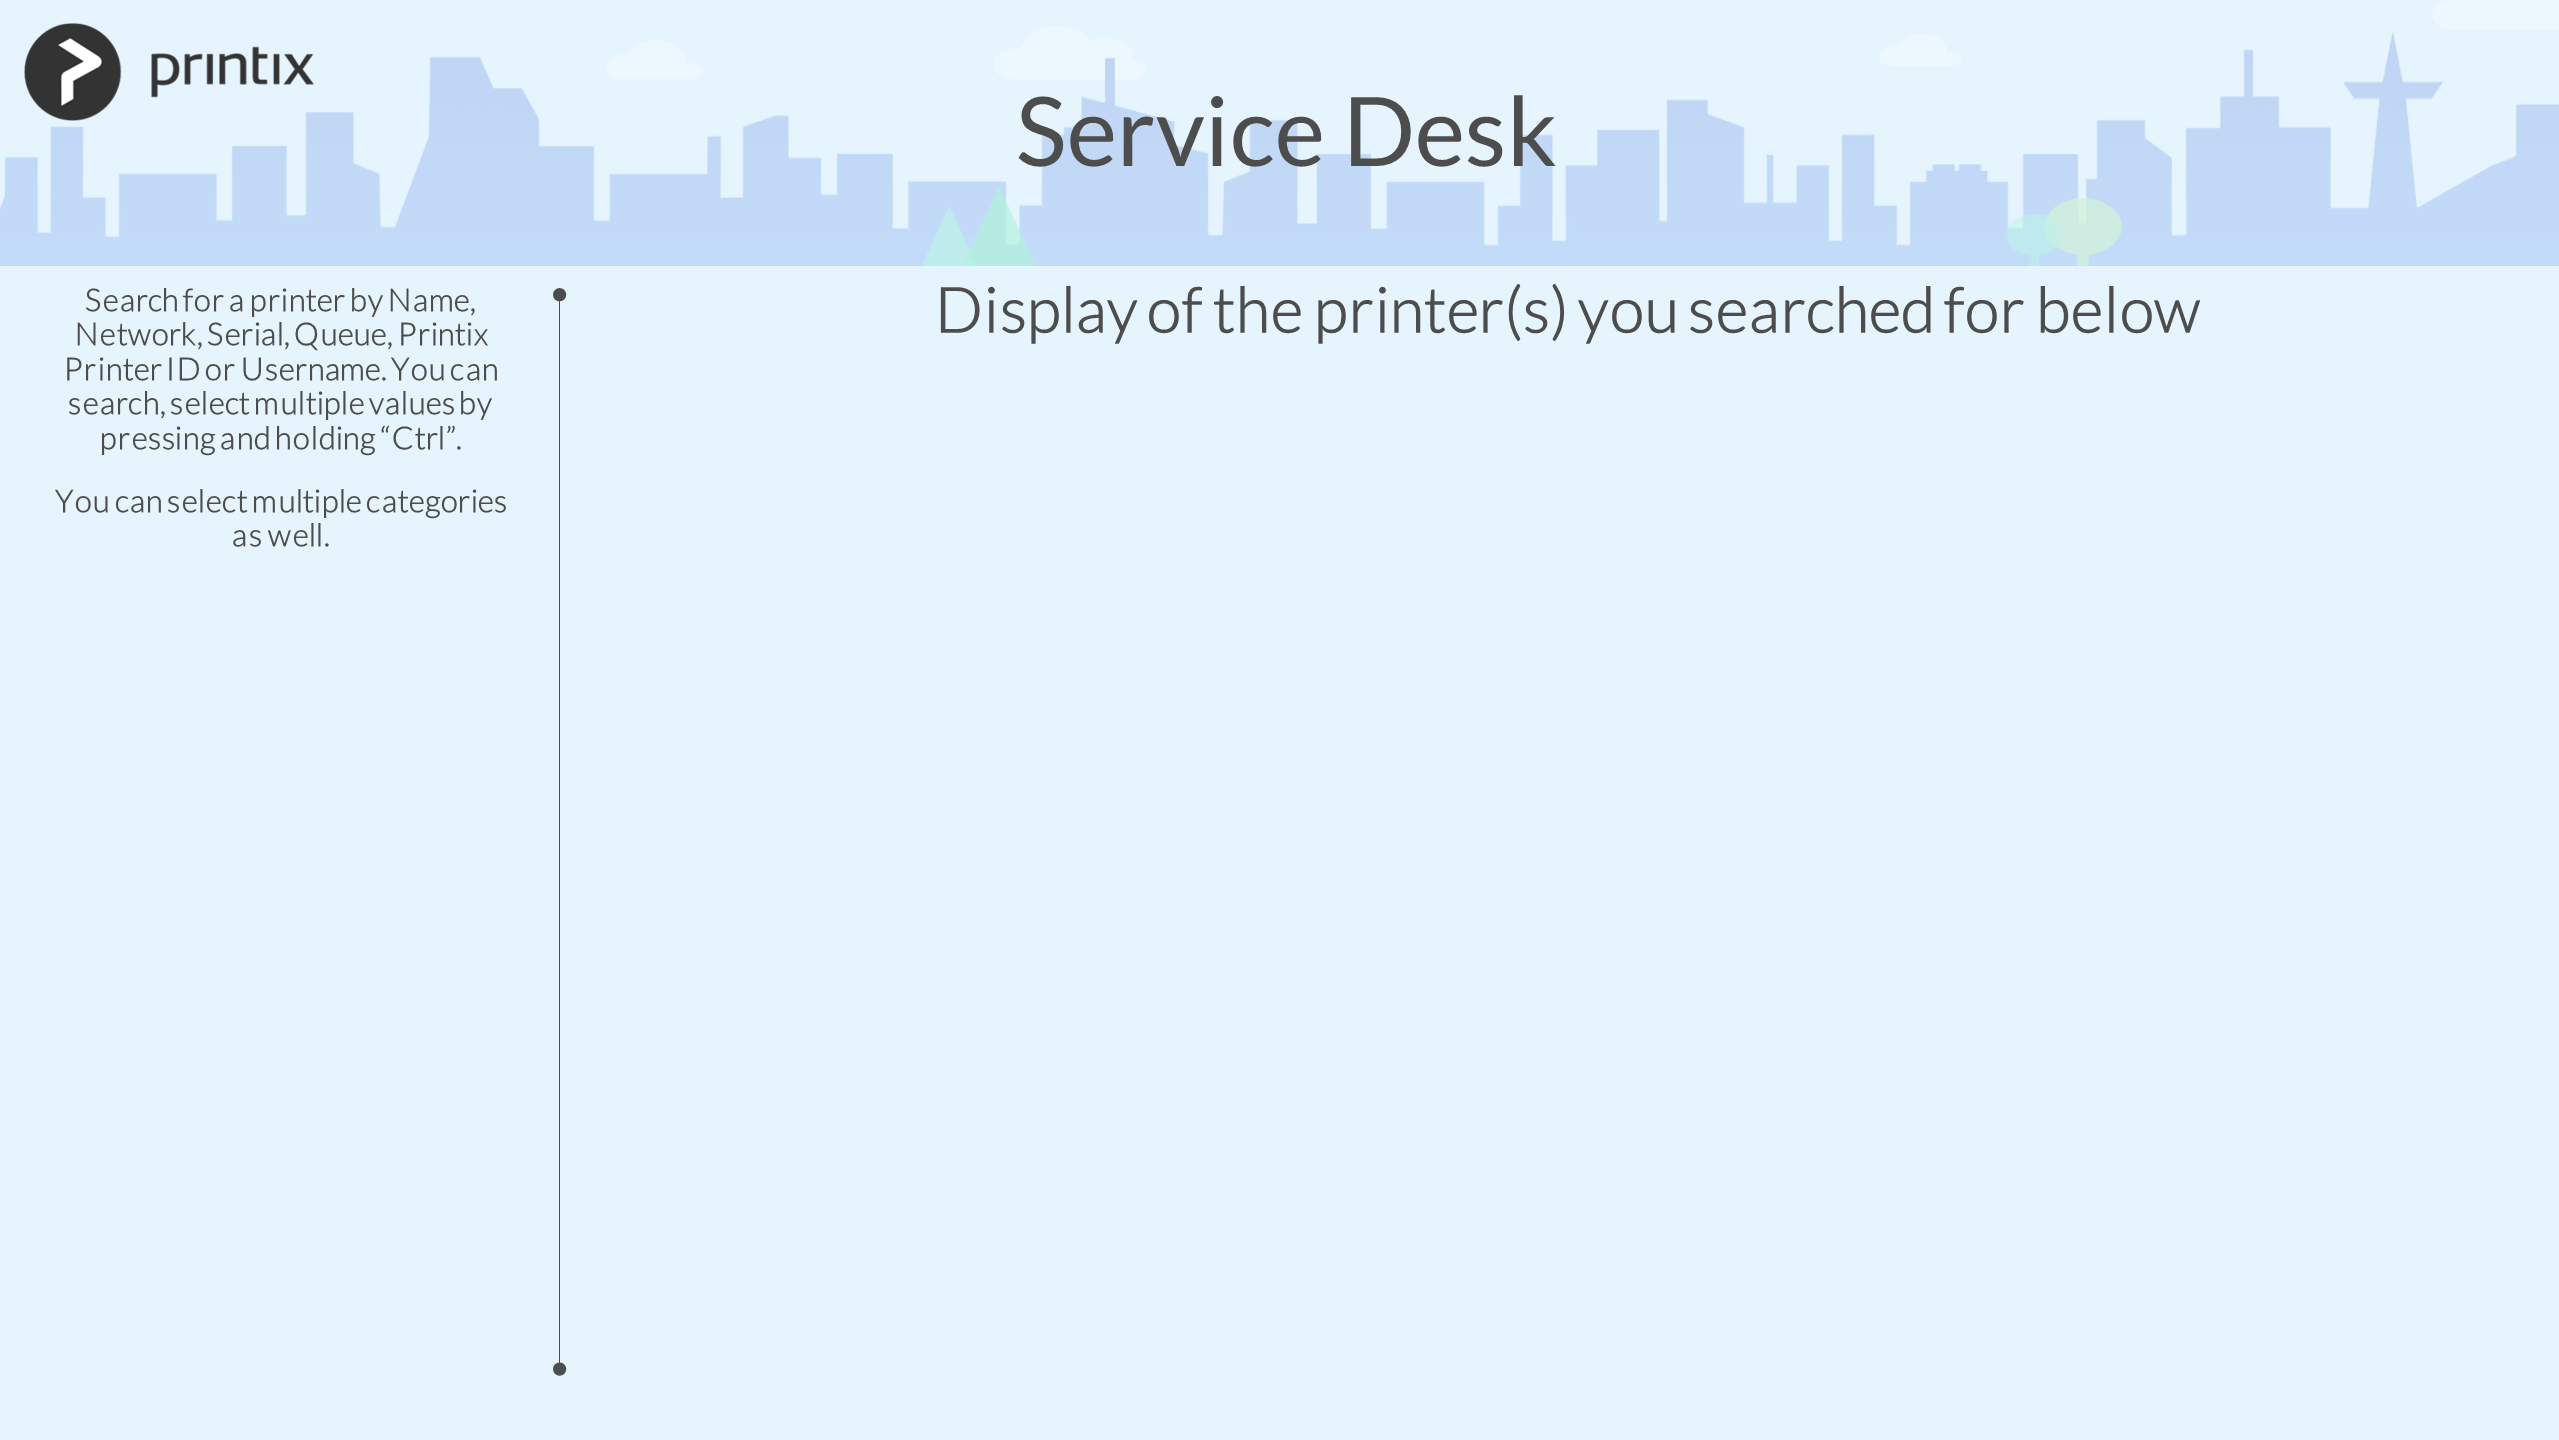 printix
Service Desk
Search for a printer by Name,
Network, Serial, Queue, Printix
Printer ID or Username. You can
search, select multiple values by
pressing and holding “Ctrl”.
You can select multiple categories
as well.
Display of the printer(s) you searched for below